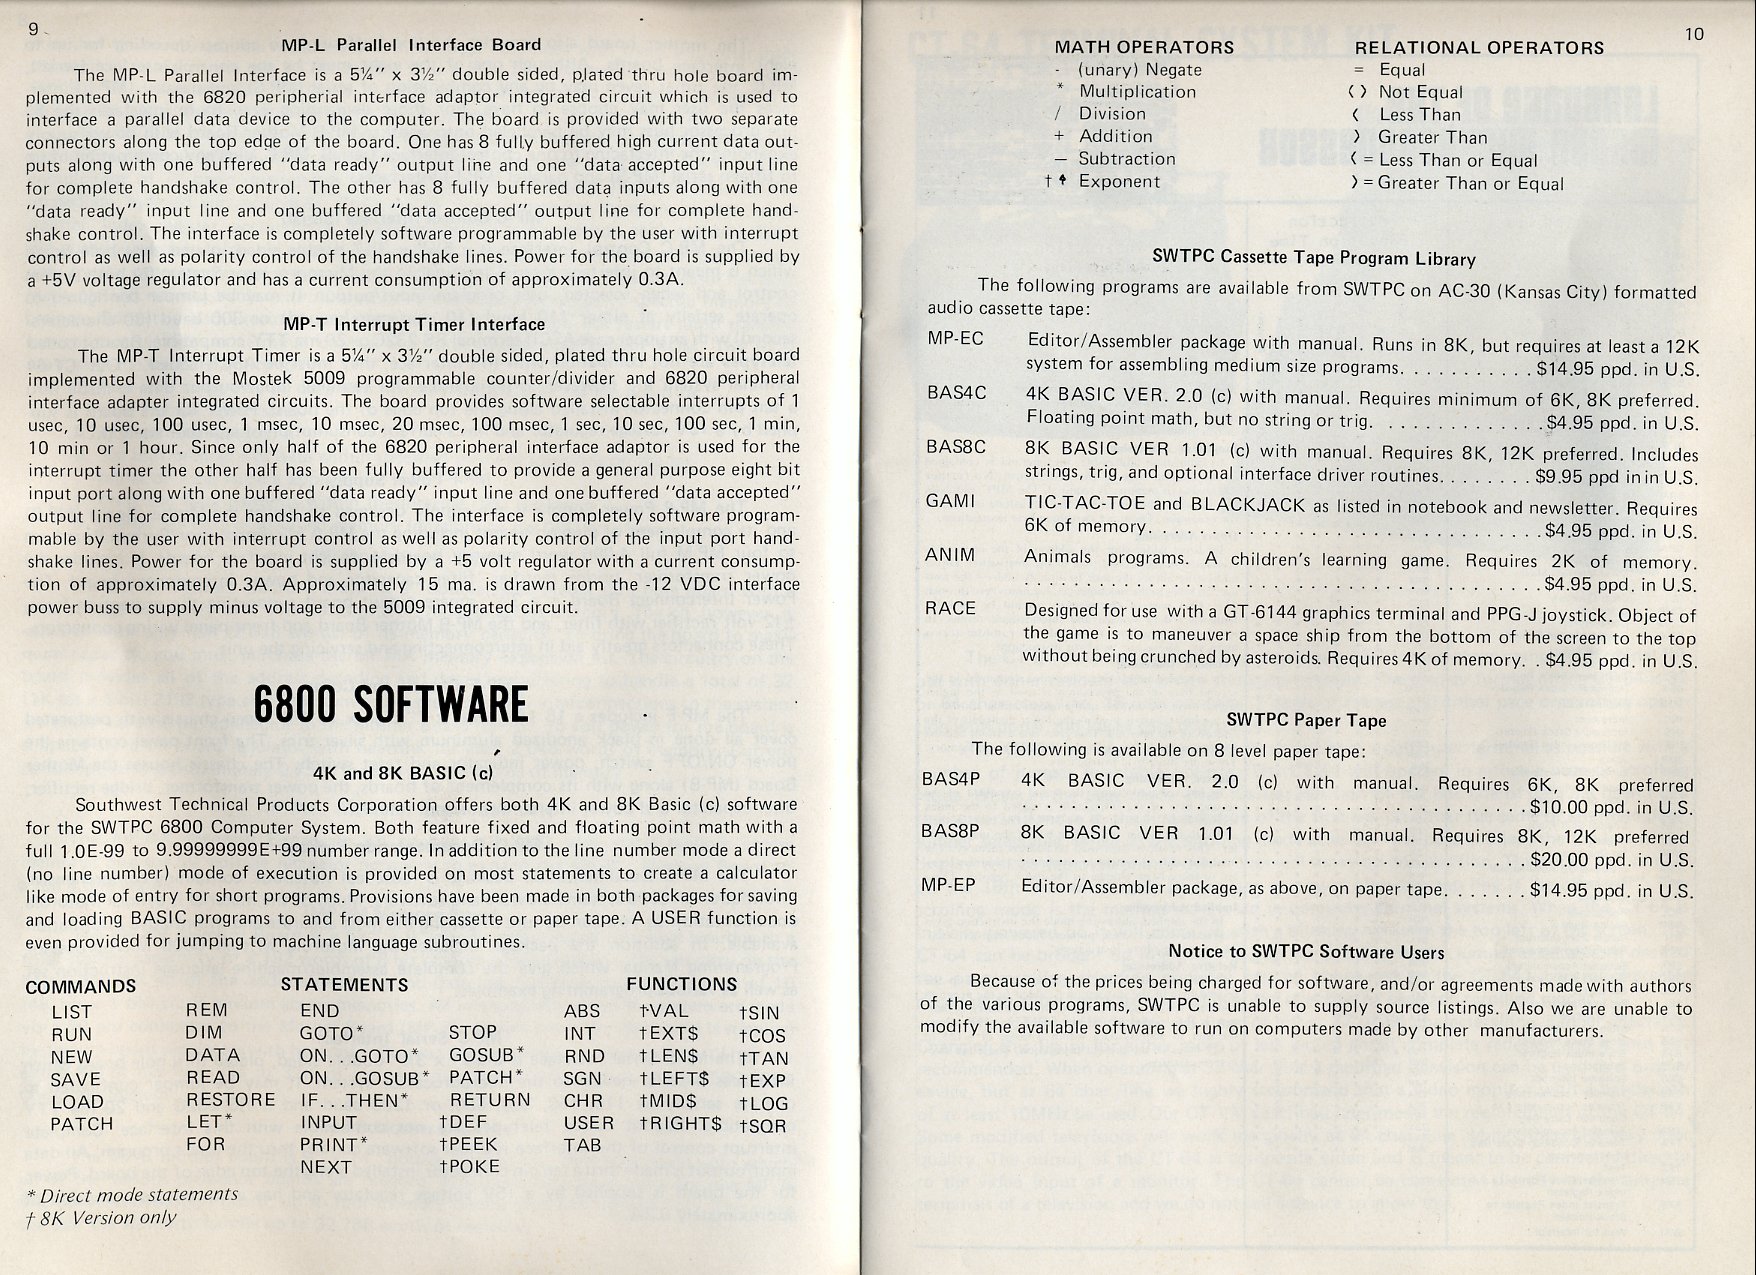 9
MP-L Parallel Interface Board
The MP-L Parallel Interface is a 5¼″ x 3½″ double sided, plated thru hole board im-
plemented with the 6820 peripherial interface adaptor integrated circuit which is used to
interface a parallel data device to the computer. The board is provided with two separate
connectors along the top edge of the board. One has 8 fully buffered high current data out-
puts along with one buffered “data ready” output line and one “data accepted” input line
for complete handshake control. The other has 8 fully buffered data inputs along with one
“data ready” input line and one buffered “data accepted” output line for complete hand-
shake control. The interface is completely software programmable by the user with interrupt
control as well as polarity control of the handshake lines. Power for the board is supplied by
a +5V voltage regulator and has a current consumption of approximately 0.3A.
MP-T Interrupt Timer Interface
The MP-T Interrupt Timer is a 5¼″ x 3½″ double sided, plated thru hole circuit board
implemented with the Mostek 5009 programmable counter/divider and 6820 peripheral
interface adapter integrated circuits. The board provides software selectable interrupts of 1
usec, 10 usec, 100 usec, 1 msec, 10 msec, 20 msec, 100 msec, 1 sec, 10 sec, 100 sec, 1 min,
10 min or 1 hour. Since only half of the 6820 peripheral interface adaptor is used for the
interrupt timer the other half has been fully buffered to provide a general purpose eight bit
input port along with one buffered “data ready” input line and one buffered “data accepted”
output line for complete handshake control. The interface is completely software program-
mable by the user with interrupt control as well as polarity control of the input port hand-
shake lines. Power for the board is supplied by a +5 volt regulator with a current consump-
tion of approximately 0.3A. Approximately 15 ma. is drawn from the -12 VDC interface
power buss to supply minus voltage to the 5009 integrated circuit.
6800 SOFTWARE
4K and 8K BASIC (c)
Southwest Technical Products Corporation offers both 4K and 8K Basic (c) software
for the SWTPC 6800 Computer System. Both feature fixed and floating point math with a
full 1.0E-99 to 9.99999999E+99 number range. In addition to the line number mode a direct
(no line number) mode of execution is provided on most statements to create a calculator
like mode of entry for short programs. Provisions have been made in both packages for saving
and loading BASIC programs to and from either cassette or paper tape. A USER function is
even provided for jumping to machine language subroutines.
COMMANDS STATEMENTS FUNCTIONS
LIST REM END ABS †VAL †SIN
RUN DIM GOTO* STOP INT †EXT$ †COS
NEW DATA ON. . .GOTO* GOSUB* RND †LEN$ †TAN
SAVE READ ON. . .GOSUB* PATCH* SGN †LEFT$ †EXP
LOAD RESTORE IF. . .THEN* RETURN CHR †MID$ †LOG
PATCH LET* INPUT †DEF USER †RIGHT$ †SQR
FOR PRINT* †PEEK TAB
NEXT †POKE
* Direct mode statements
† 8K Version only
10
MATH OPERATORS RELATIONAL OPERATORS
- (unary) Negate = Equal
* Multiplication ⟨ ⟩ Not Equal
/ Division ⟨ Less Than
+ Addition ⟩ Greater Than
— Subtraction ⟨ = Less Than or Equal
† ↑ Exponent ⟩ = Greater Than or Equal
SWTPC Cassette Tape Program Library
The following programs are available from SWTPC on AC-30 (Kansas City) formatted
audio cassette tape:
MP-EC Editor/Assembler package with manual. Runs in 8K, but requires at least a 12K
system for assembling medium size programs. . . . . . . . . . . $14.95 ppd. in U.S.
BAS4C 4K BASIC VER. 2.0 (c) with manual. Requires minimum of 6K, 8K preferred.
Floating point math, but no string or trig. . . . . . . . . . . . . . $4.95 ppd. in U.S.
BAS8C 8K BASIC VER 1.01 (c) with manual. Requires 8K, 12K preferred. Includes
strings, trig, and optional interface driver routines. . . . . . . . $9.95 ppd in in U.S.
GAMI TIC-TAC-TOE and BLACKJACK as listed in notebook and newsletter. Requires
6K of memory. . . . . . . . . . . . . . . . . . . . . . . . . . . . . . . $4.95 ppd. in U.S.
ANIM Animals programs. A children’s learning game. Requires 2K of memory.
. . . . . . . . . . . . . . . . . . . . . . . . . . . . . . . . . . . . . . . . . $4.95 ppd. in U.S.
RACE Designed for use with a GT-6144 graphics terminal and PPG-J joystick. Object of
the game is to maneuver a space ship from the bottom of the screen to the top
without being crunched by asteroids. Requires 4K of memory. . $4.95 ppd. in U.S.
SWTPC Paper Tape
The following is available on 8 level paper tape:
BAS4P 4K BASIC VER. 2.0 (c) with manual. Requires 6K, 8K preferred
. . . . . . . . . . . . . . . . . . . . . . . . . . . . . . . . . . . . . . . . $10.00 ppd. in U.S.
BAS8P 8K BASIC VER 1.01 (c) with manual. Requires 8K, 12K preferred
. . . . . . . . . . . . . . . . . . . . . . . . . . . . . . . . . . . . . . . . $20.00 ppd. in U.S.
MP-EP Editor/Assembler package, as above, on paper tape. . . . . . . $14.95 ppd. in U.S.
Notice to SWTPC Software Users
Because of the prices being charged for software, and/or agreements made with authors
of the various programs, SWTPC is unable to supply source listings. Also we are unable to
modify the available software to run on computers made by other manufacturers.